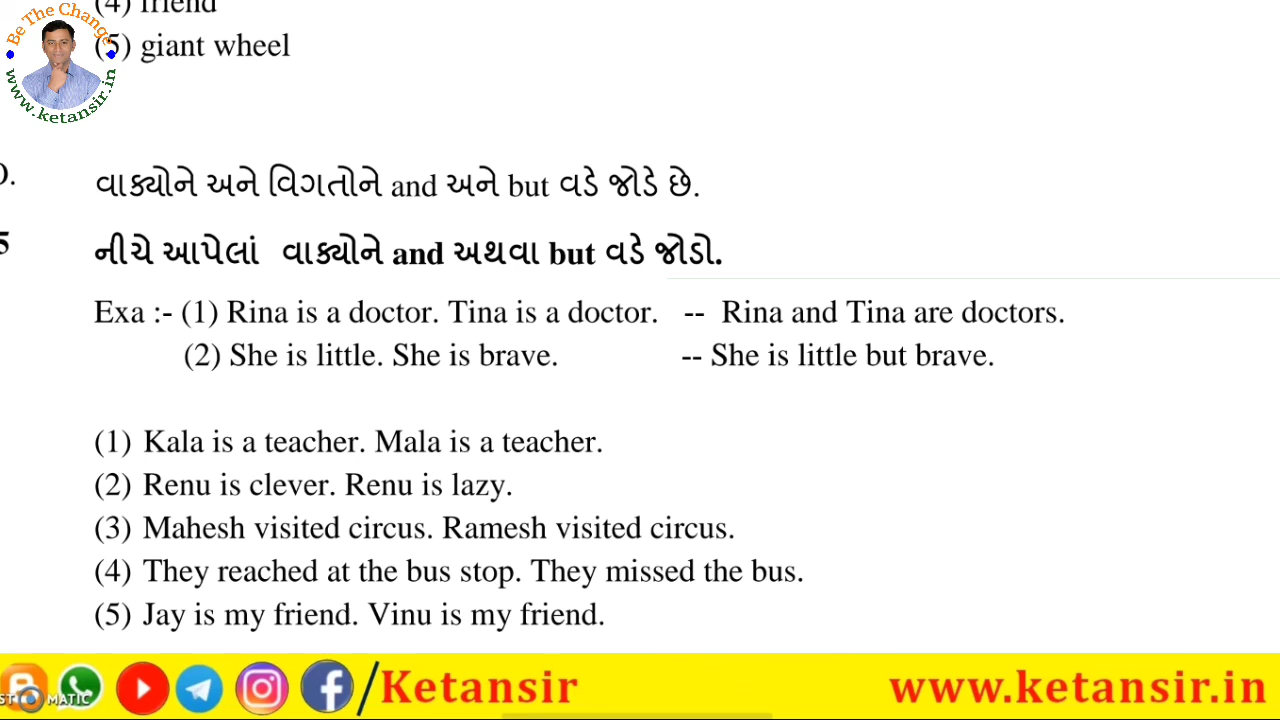 (4) friend
Be The Change
(5) giant wheel
www.ketansir.in
વાક્યોને અને વિગતોને and અને but વડે જોડે છે.
5 નીચે આપેલાં વાક્યોને and અથવા but વડે જોડો.
Exa :- (1) Rina is a doctor. Tina is a doctor. -- Rina and Tina are doctors.
(2) She is little. She is brave. -- She is little but brave.
(1) Kala is a teacher. Mala is a teacher.
(2) Renu is clever. Renu is lazy.
(3) Mahesh visited circus. Ramesh visited circus.
(4) They reached at the bus stop. They missed the bus.
(5) Jay is my friend. Vinu is my friend.
/Ketansir www.ketansir.in